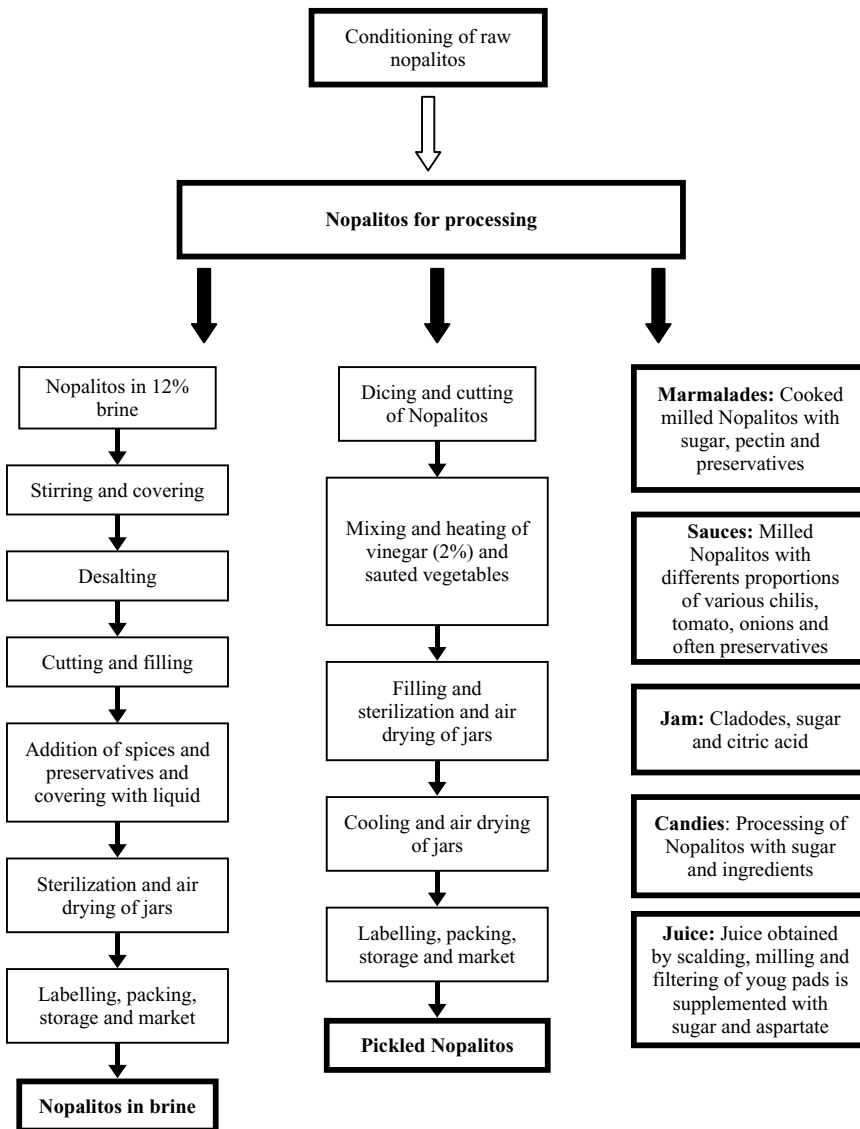 Conditioning of raw
nopalitos
Nopalitos for processing
Nopalitos in 12%
brine
Stirring and covering
Desalting
Cutting and filling
Addition of spices and
preservatives and
covering with liquid
Sterilization and air
drying of jars
Labelling, packing,
storage and market
Nopalitos in brine
Dicing and cutting
of Nopalitos
Mixing and heating of
vinegar (2%) and
sauted vegetables
Filling and
sterilization and air
drying of jars
Cooling and air drying
of jars
Labelling, packing,
storage and market
Pickled Nopalitos
Marmalades: Cooked
milled Nopalitos with
sugar, pectin and
preservatives
Sauces: Milled
Nopalitos with
differents proportions
of various chilis,
tomato, onions and
often preservatives
Jam: Cladodes, sugar
and citric acid
Candies: Processing of
Nopalitos with sugar
and ingredients
Juice: Juice obtained
by scalding, milling and
filtering of youg pads is
supplemented with
sugar and aspartate